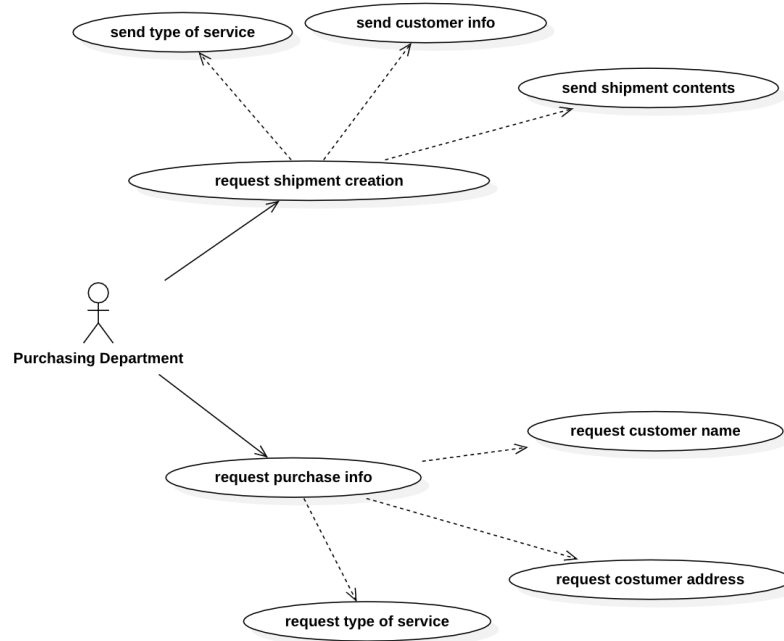 send type of service
send customer info
send shipment contents
request shipment creation
Purchasing Department
request customer name
request purchase info
request costumer address
request type of service